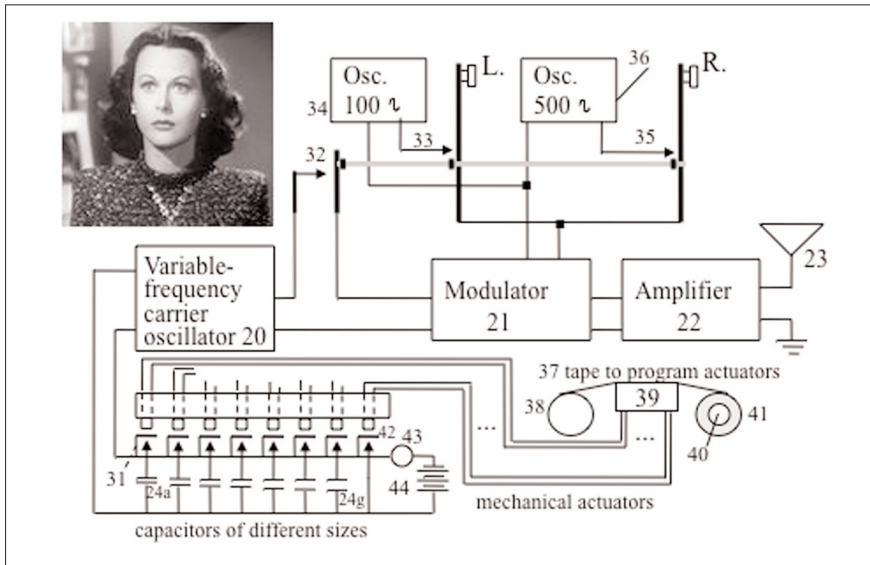 Osc.
100 ∿
34
33
L.
Osc.
500 ∿
36
35
R.
32
Variable-
frequency
carrier
oscillator 20
Modulator
21
Amplifier
22
23
37 tape to program actuators
38
39
41
40
42
43
31
24a
24g
44
...
...
mechanical actuators
capacitors of different sizes